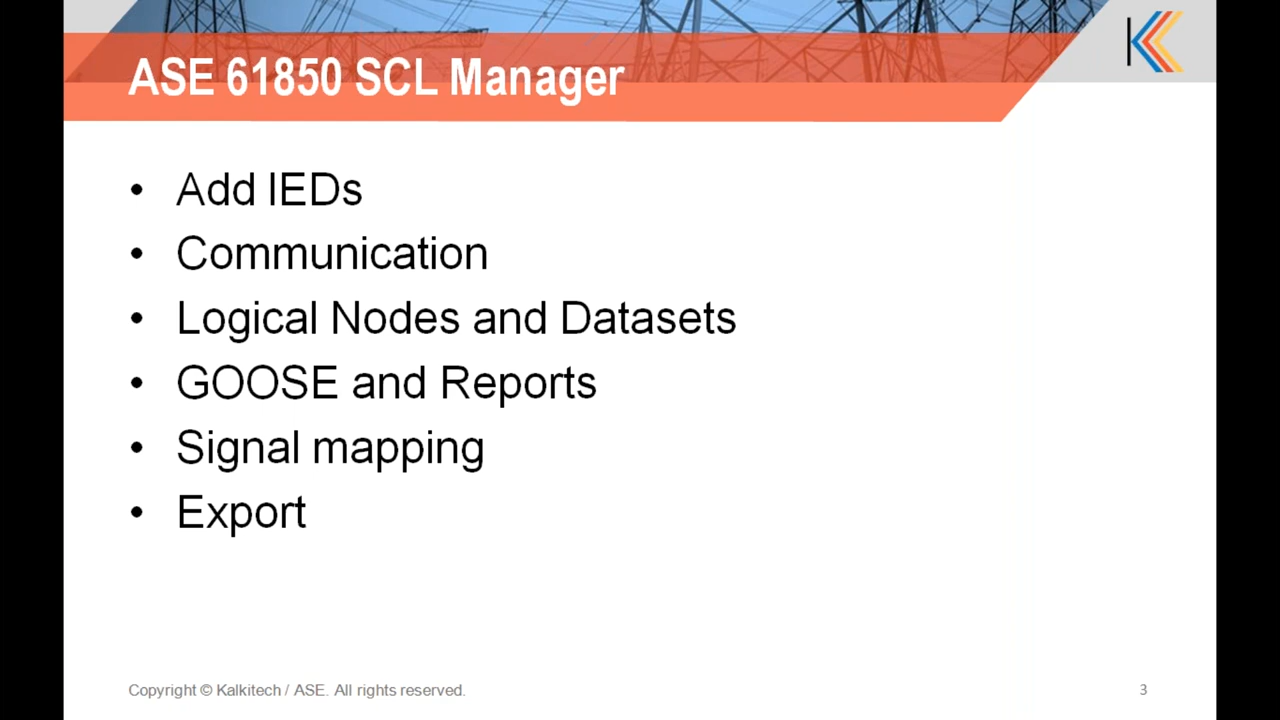 ASE 61850 SCL Manager
• Add IEDs
• Communication
• Logical Nodes and Datasets
• GOOSE and Reports
• Signal mapping
• Export
Copyright © Kalkitech / ASE. All rights reserved.
3